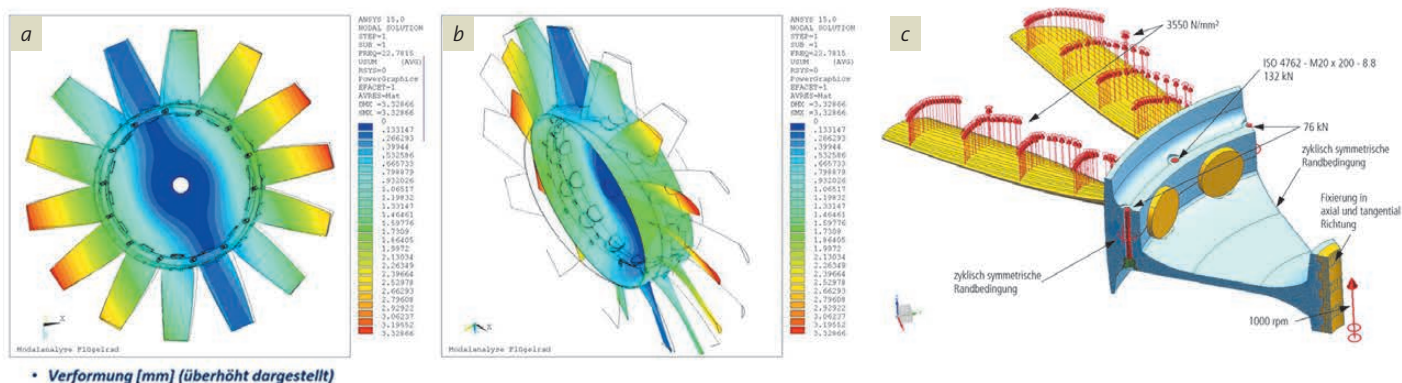 a
ANSYS 15.0
NODAL SOLUTION
STEP=1
SUB =1
FREQ=22.7815
USUM (AVG)
RSYS=0
PowerGraphics
EFACET=1
AVRES=Mat
DMX =3.32866
SMX =3.32866
0
.133147
.266293
.39944
.532586
.665733
.798879
.932026
1.06517
1.19832
1.33147
1.46461
1.59776
1.7309
1.86405
1.9972
2.13034
2.26349
2.39664
2.52978
2.66293
2.79608
2.92922
3.06237
3.19552
3.32866
X
Modalanalyse Flügelrad
• Verformung [mm] (überhöht dargestellt)
b
ANSYS 15.0
NODAL SOLUTION
STEP=1
SUB =1
FREQ=22.7815
USUM (AVG)
RSYS=0
PowerGraphics
EFACET=1
AVRES=Mat
DMX =3.32866
SMX =3.32866
0
.133147
.266293
.39944
.532586
.665733
.798879
.932026
1.06517
1.19832
1.33147
1.46461
1.59776
1.7309
1.86405
1.9972
2.13034
2.26349
2.39664
2.52978
2.66293
2.79608
2.92922
3.06237
3.19552
3.32866
X
Modalanalyse Flügelrad
c
3550 N/mm²
ISO 4762 - M20 x 200 - 8.8
132 kN
76 kN
zyklisch symmetrische
Randbedingung
Fixierung in
axial und tangential
Richtung
zyklisch symmetrische
Randbedingung
1000 rpm